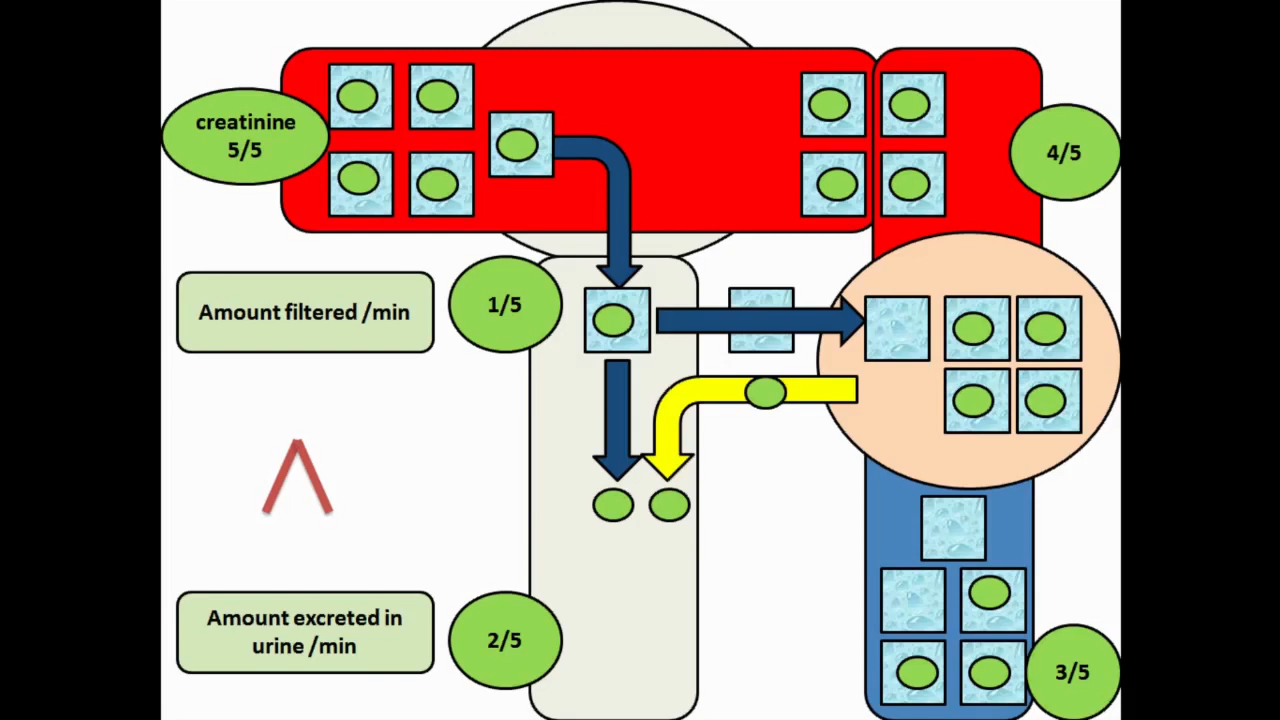 creatinine
5/5
4/5
Amount filtered /min
1/5
Amount excreted in
urine /min
2/5
3/5